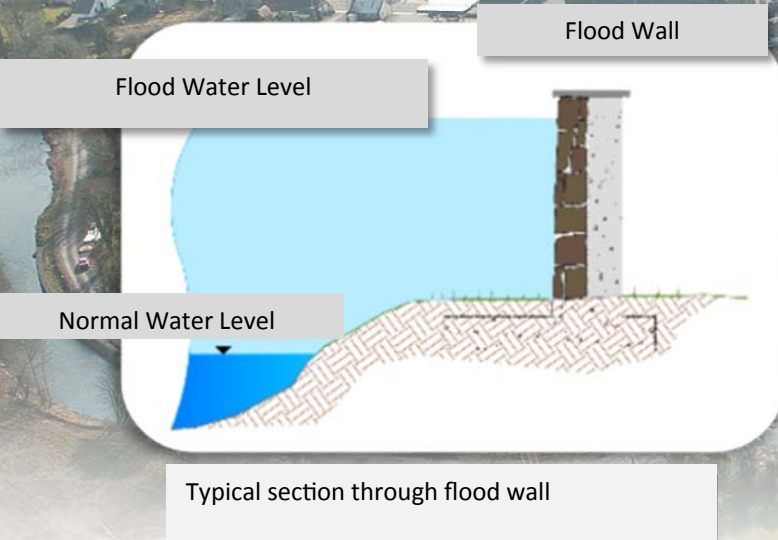 Flood Wall
Flood Water Level
Normal Water Level
Typical section through flood wall